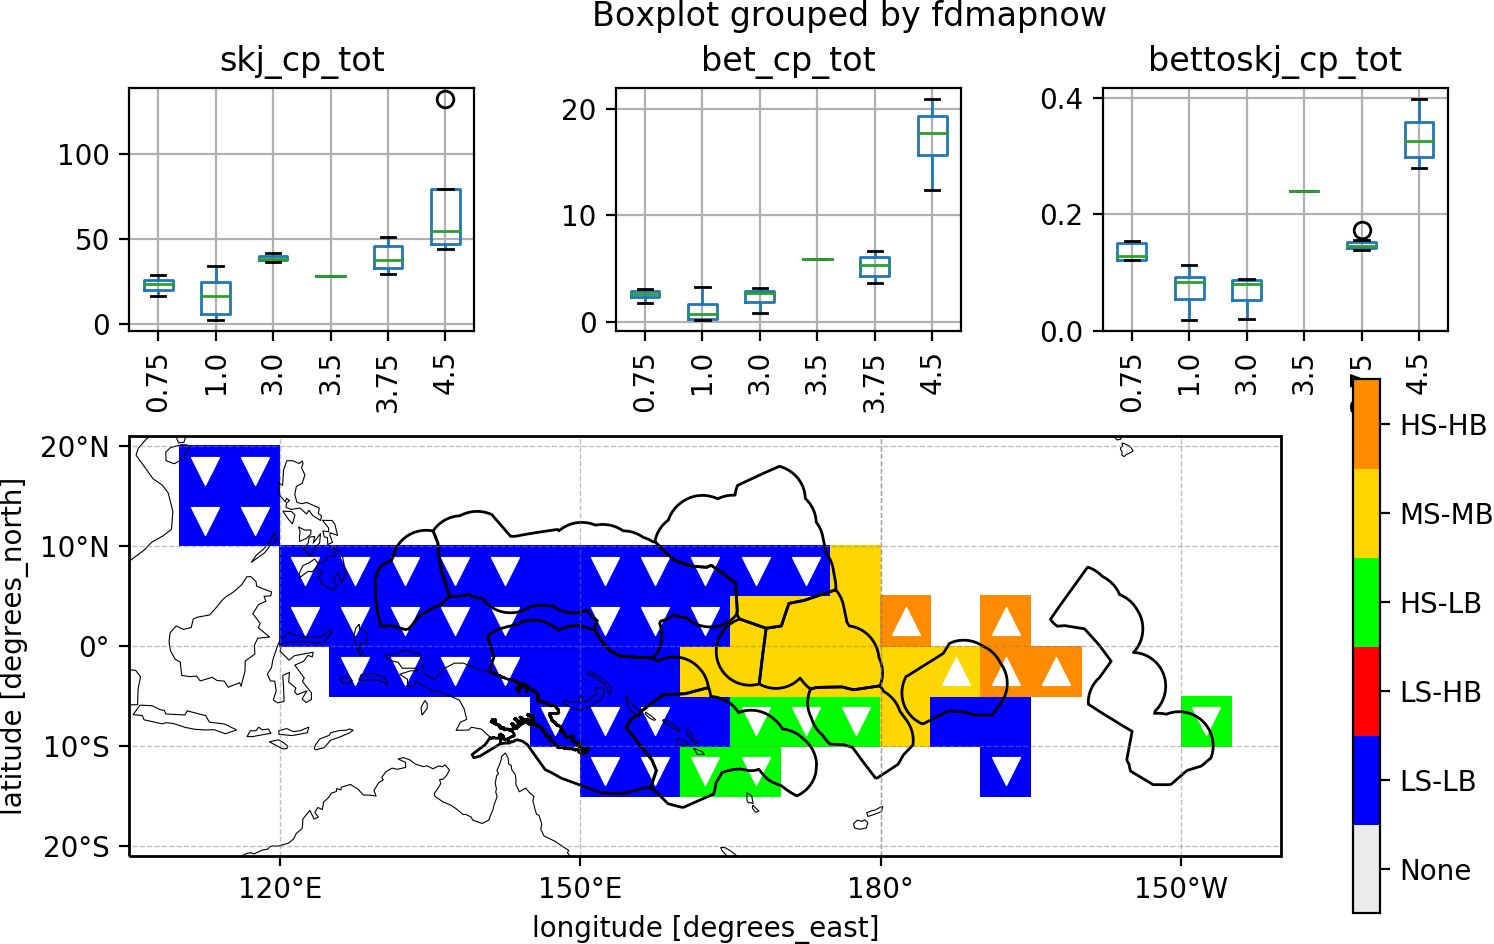 Boxplot grouped by fdmapnow
skj_cp_tot
bet_cp_tot
bettoskj_cp_tot
100
50
0
0.75
1.0
3.0
3.5
3.75
4.5
20
10
0
0.75
1.0
3.0
3.5
3.75
4.5
0.4
0.2
0.0
0.75
1.0
3.0
3.5
4.5
20°N
10°N
0°
10°S
20°S
latitude [degrees_north]
120°E
150°E
180°
150°W
longitude [degrees_east]
HS-HB
MS-MB
HS-LB
LS-HB
LS-LB
None